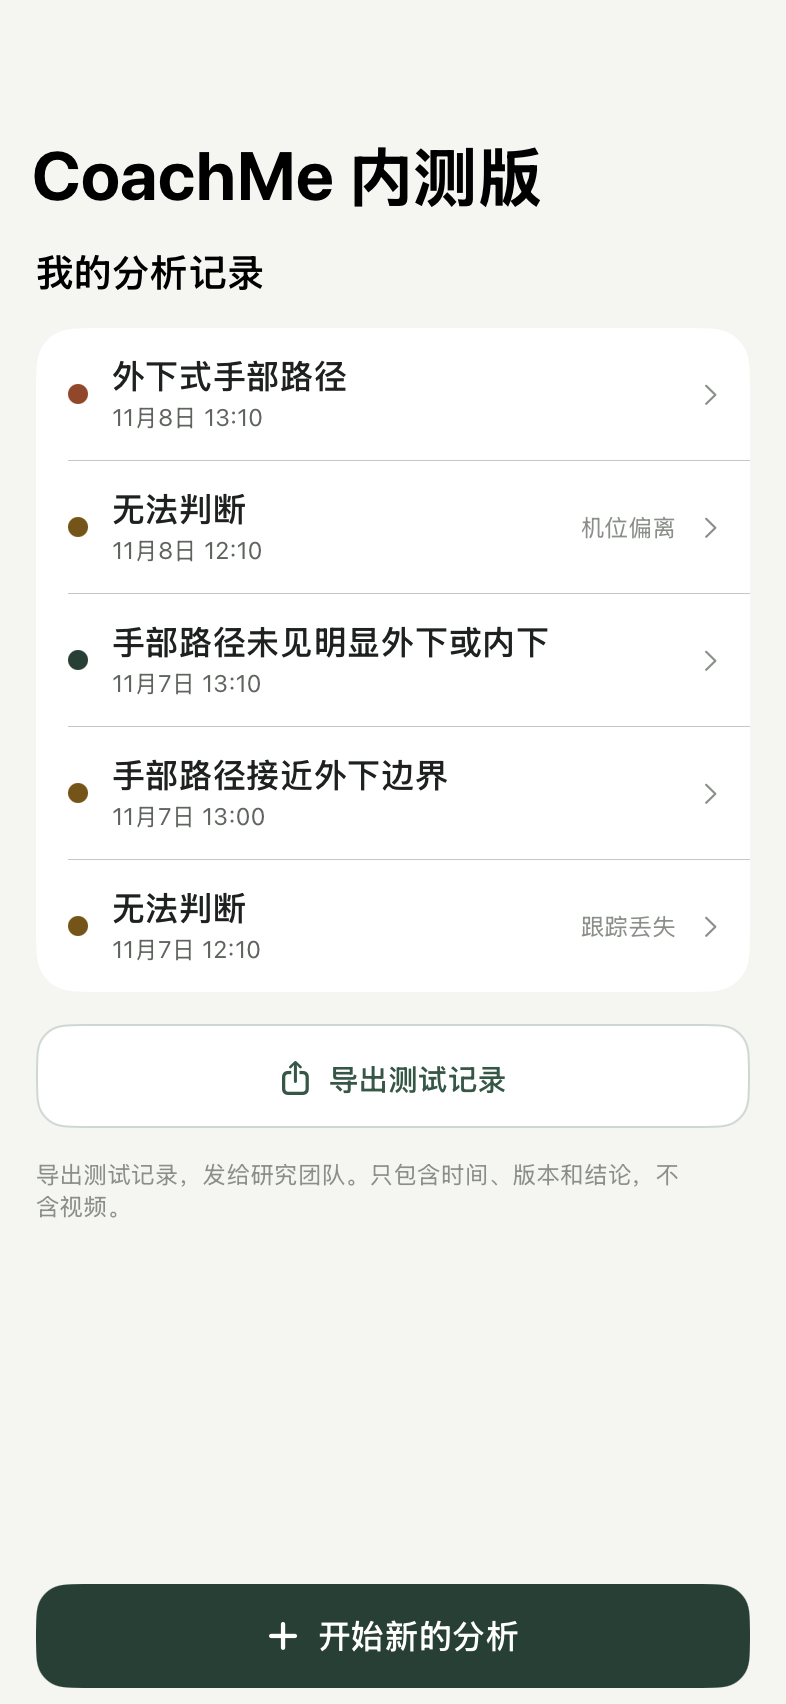 CoachMe 内测版
我的分析记录
外下式手部路径
11月8日 13:10
无法判断
机位偏离
11月8日 12:10
手部路径未见明显外下或内下
11月7日 13:10
手部路径接近外下边界
11月7日 13:00
无法判断
跟踪丢失
11月7日 12:10
导出测试记录
导出测试记录，发给研究团队。只包含时间、版本和结论，不
含视频。
开始新的分析